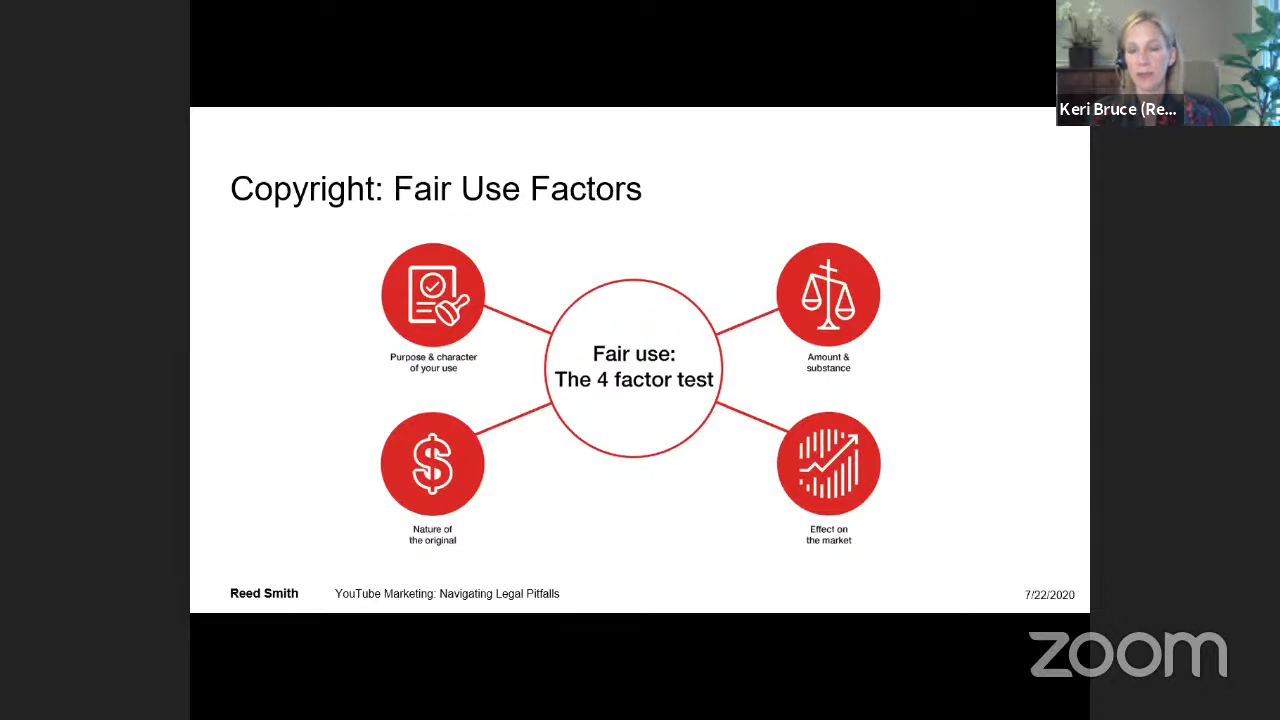 Keri Bruce (Re...
Copyright: Fair Use Factors
Purpose & character
of your use
Fair use:
The 4 factor test
Amount &
substance
Nature of
the original
Effect on
the market
Reed Smith
YouTube Marketing: Navigating Legal Pitfalls
7/22/2020
zoom